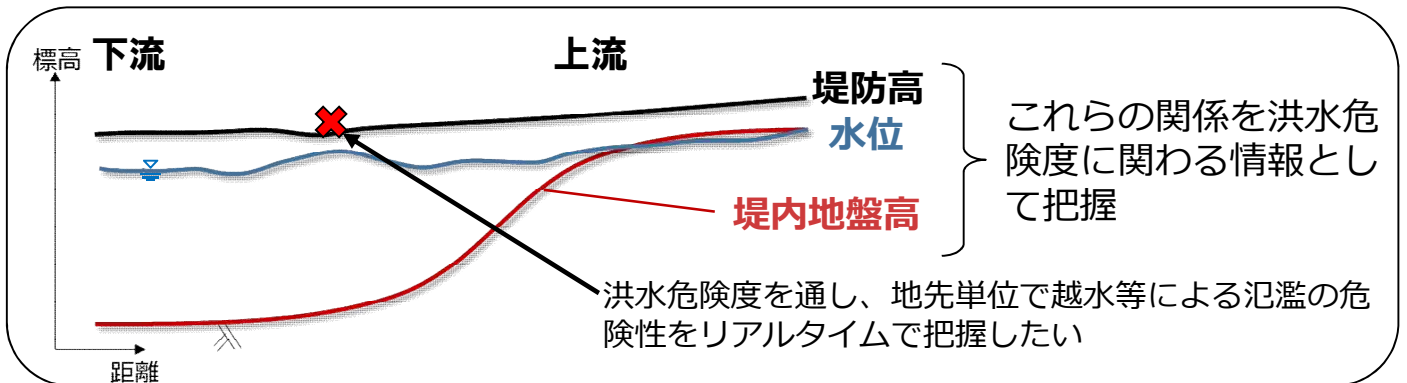 標高
下流
上流
堤防高
水位
堤内地盤高
これらの関係を洪水危
険度に関わる情報とし
て把握
洪水危険度を通し、地先単位で越水等による氾濫の危
険性をリアルタイムで把握したい
距離